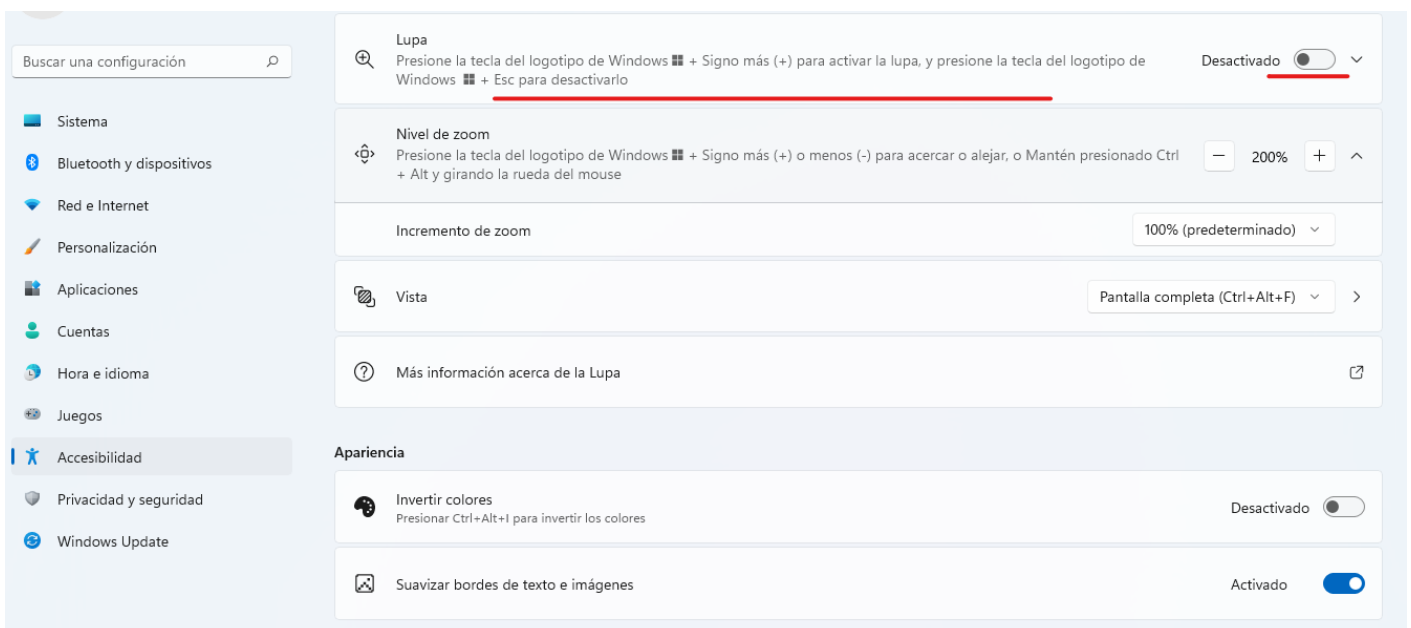 Buscar una configuración
Sistema
Bluetooth y dispositivos
Red e Internet
Personalización
Aplicaciones
Cuentas
Hora e idioma
Juegos
Accesibilidad
Privacidad y seguridad
Windows Update
Lupa
Presione la tecla del logotipo de Windows + Signo más (+) para activar la lupa, y presione la tecla del logotipo de
Windows + Esc para desactivarlo
Desactivado
Nivel de zoom
Presione la tecla del logotipo de Windows + Signo más (+) o menos (-) para acercar o alejar, o Mantén presionado Ctrl
+ Alt y girando la rueda del mouse
200%
Incremento de zoom
100% (predeterminado)
Vista
Pantalla completa (Ctrl+Alt+F)
Más información acerca de la Lupa
Apariencia
Invertir colores
Presionar Ctrl+Alt+I para invertir los colores
Desactivado
Suavizar bordes de texto e imágenes
Activado